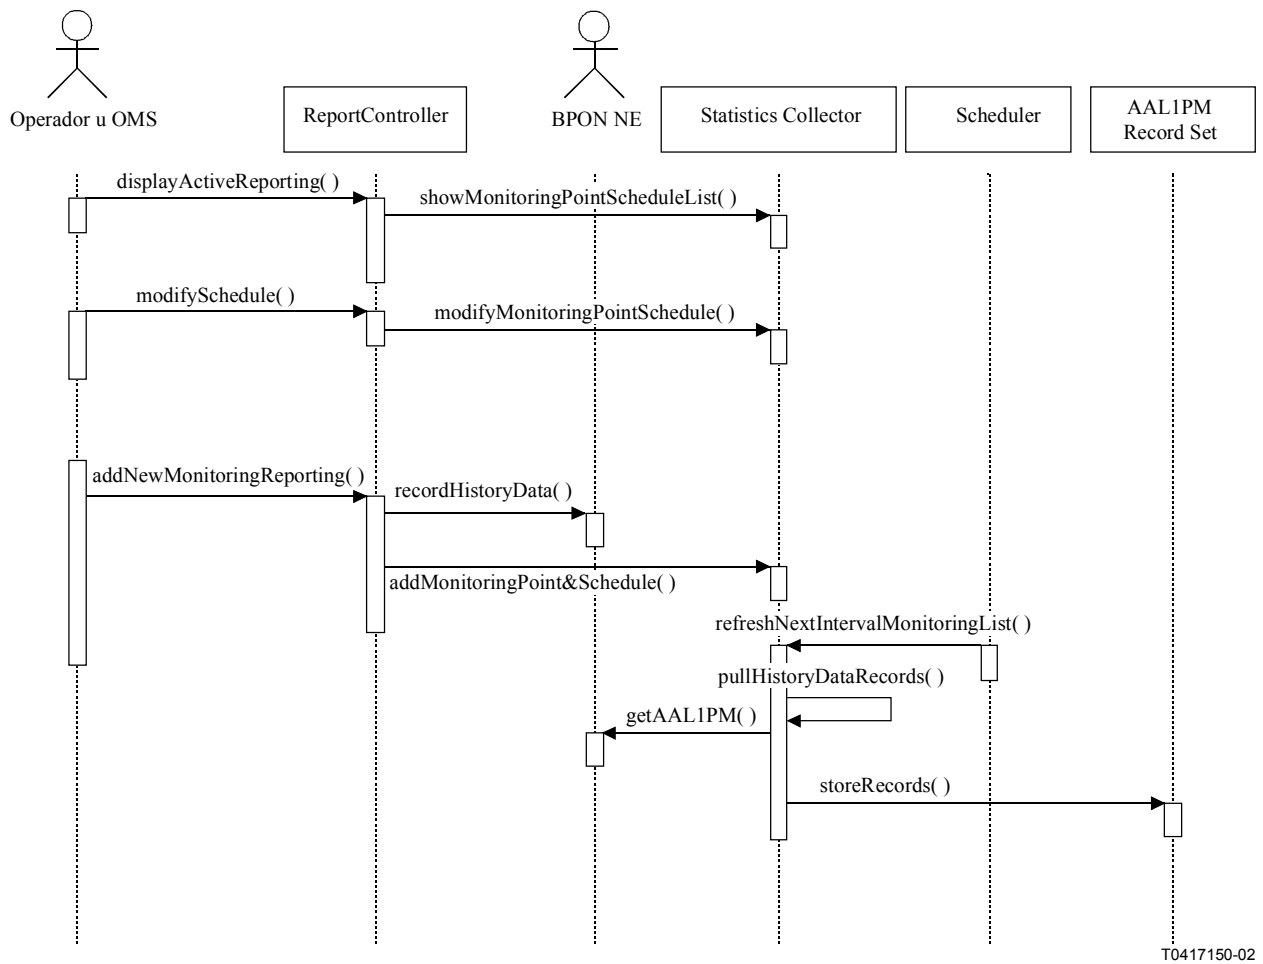 Operador u OMS
ReportController
BPON NE
Statistics Collector
Scheduler
AAL1PM
Record Set
displayActiveReporting( )
showMonitoringPointScheduleList( )
modifySchedule( )
modifyMonitoringPointSchedule( )
addNewMonitoringReporting( )
recordHistoryData( )
addMonitoringPoint&Schedule( )
refreshNextIntervalMonitoringList( )
pullHistoryDataRecords( )
getAAL1PM( )
storeRecords( )
T0417150-02